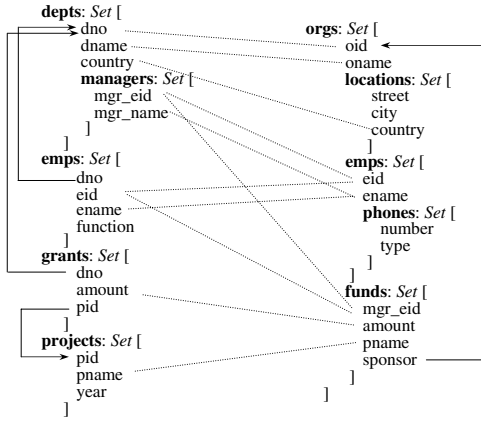 depts: Set [
dno
dname
country
managers: Set [
mgr_eid
mgr_name
]
]
emps: Set [
dno
eid
ename
function
]
grants: Set [
dno
amount
pid
]
projects: Set [
pid
pname
year
]
orgs: Set [
oid
oname
locations: Set [
street
city
country
]
emps: Set [
eid
ename
phones: Set [
number
type
]
]
funds: Set [
mgr_eid
amount
pname
sponsor
]
]